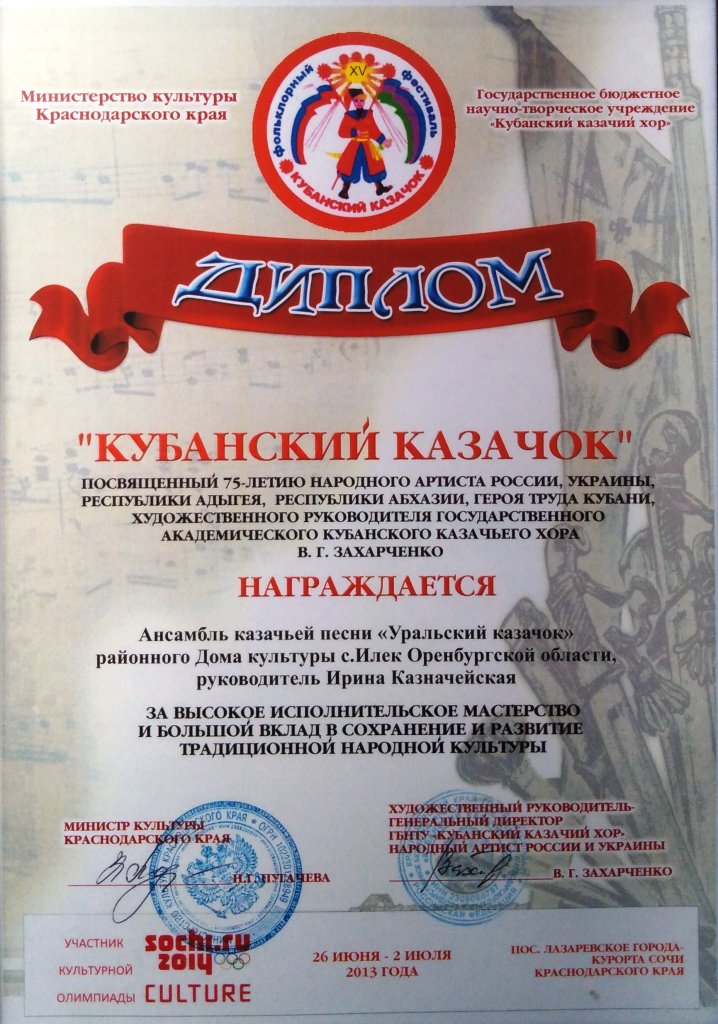 Министерство культуры
Краснодарского края
Государственное бюджетное
научно-творческое учреждение
«Кубанский казачий хор»
фольклорный
XV
фестиваль
КУБАНСКИЙ КАЗАЧОК
ДИПЛОМ
"КУБАНСКИЙ КАЗАЧОК"
ПОСВЯЩЕННЫЙ 75-ЛЕТИЮ НАРОДНОГО АРТИСТА РОССИИ, УКРАИНЫ,
РЕСПУБЛИКИ АДЫГЕЯ, РЕСПУБЛИКИ АБХАЗИИ, ГЕРОЯ ТРУДА КУБАНИ,
ХУДОЖЕСТВЕННОГО РУКОВОДИТЕЛЯ ГОСУДАРСТВЕННОГО
АКАДЕМИЧЕСКОГО КУБАНСКОГО КАЗАЧЬЕГО ХОРА
В. Г. ЗАХАРЧЕНКО
НАГРАЖДАЕТСЯ
Ансамбль казачьей песни «Уральский казачок»
районного Дома культуры с.Илек Оренбургской области,
руководитель Ирина Казначейская
ЗА ВЫСОКОЕ ИСПОЛНИТЕЛЬСКОЕ МАСТЕРСТВО
И БОЛЬШОЙ ВКЛАД В СОХРАНЕНИЕ И РАЗВИТИЕ
ТРАДИЦИОННОЙ НАРОДНОЙ КУЛЬТУРЫ
МИНИСТР КУЛЬТУРЫ
КРАСНОДАРСКОГО КРАЯ
Н.Г. ПУГАЧЕВА
ХУДОЖЕСТВЕННЫЙ РУКОВОДИТЕЛЬ-
ГЕНЕРАЛЬНЫЙ ДИРЕКТОР
ГБНТУ «КУБАНСКИЙ КАЗАЧИЙ ХОР»
НАРОДНЫЙ АРТИСТ РОССИИ И УКРАИНЫ
В. Г. ЗАХАРЧЕНКО
УЧАСТНИК
КУЛЬТУРНОЙ
ОЛИМПИАДЫ
sochi.ru
2014
CULTURE
26 ИЮНЯ - 2 ИЮЛЯ
2013 ГОДА
ПОС. ЛАЗАРЕВСКОЕ ГОРОДА-
КУРОРТА СОЧИ
КРАСНОДАРСКОГО КРАЯ